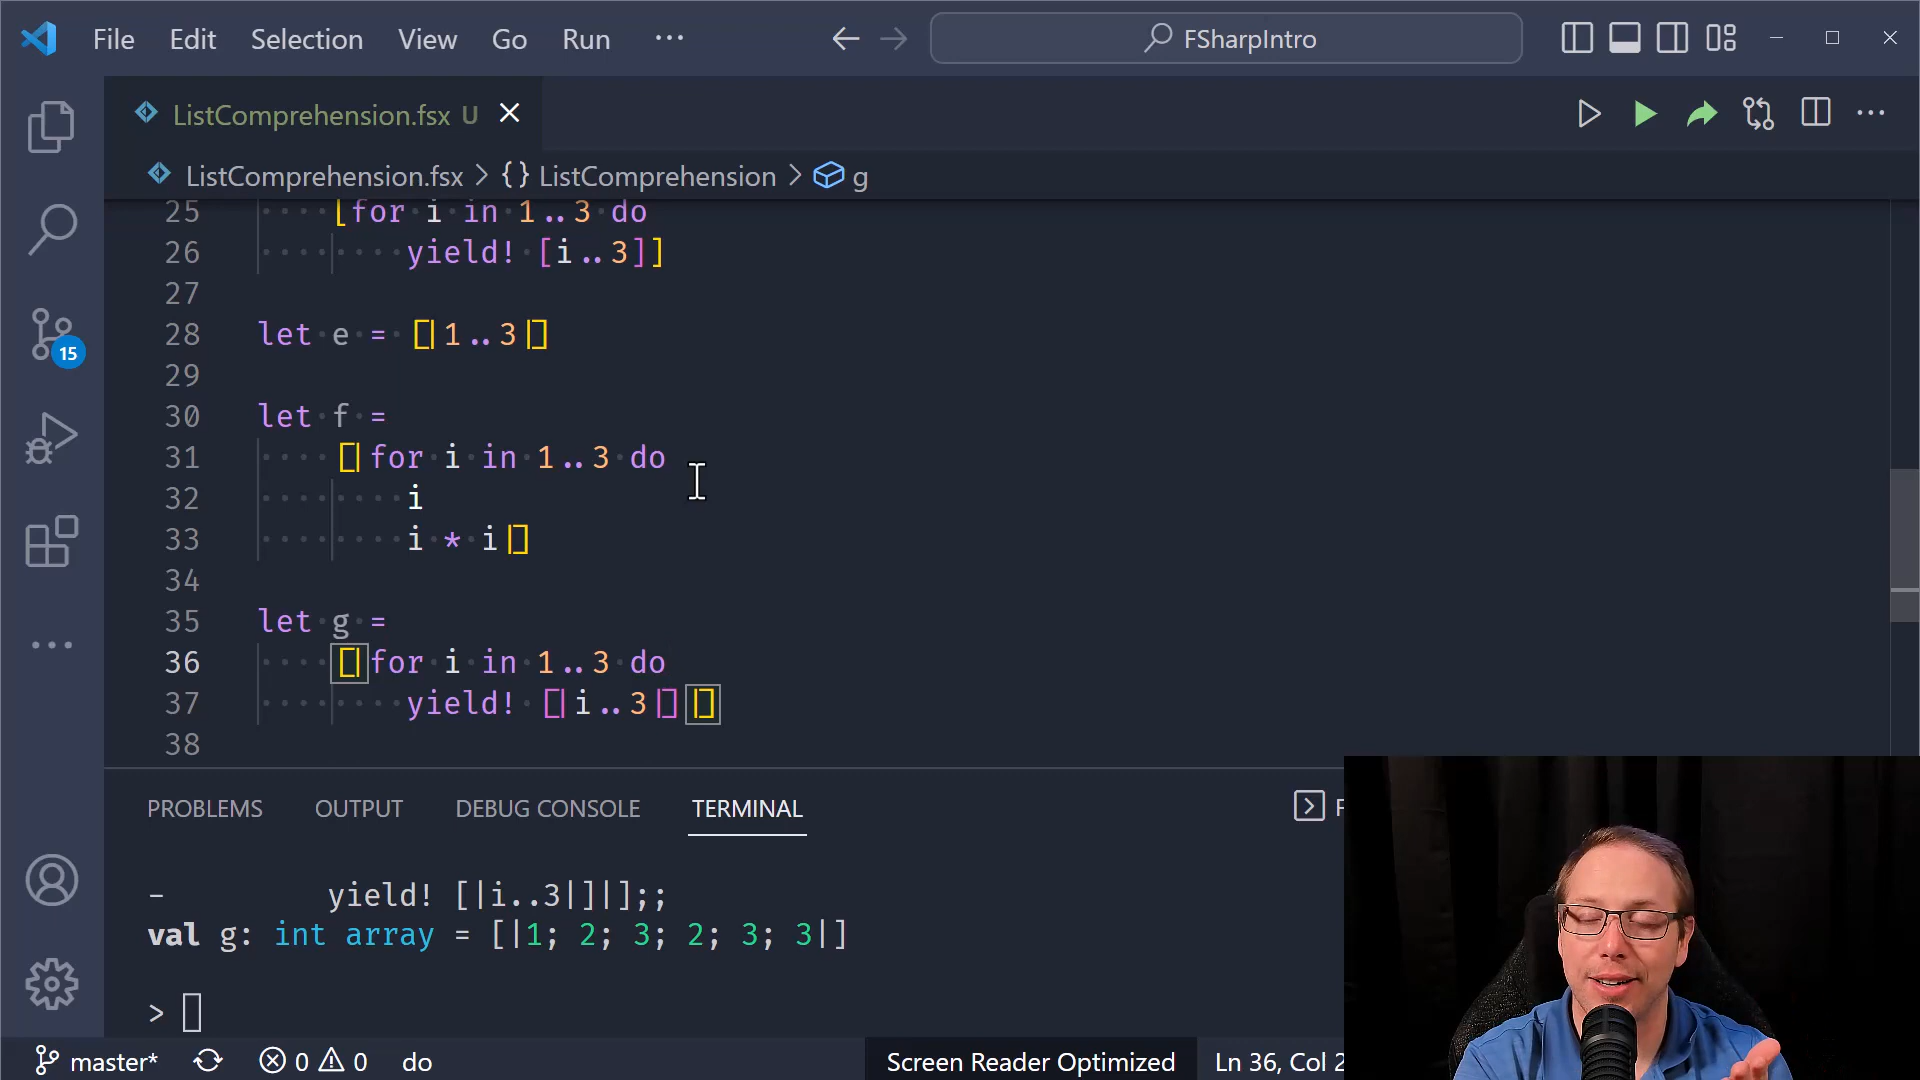 File Edit Selection View Go Run ··· FSharpIntro
ListComprehension.fsx U
ListComprehension.fsx > {} ListComprehension > g
25 [for i in 1..3 do
26 yield! [i..3]]
27
28 let e = [|1..3|]
29
30 let f =
31 [|for i in 1..3 do
32 i
33 i * i|]
34
35 let g =
36 [|for i in 1..3 do
37 yield! [|i..3|]|]
38
15
PROBLEMS OUTPUT DEBUG CONSOLE TERMINAL
- yield! [|i..3|]|];;
val g: int array = [|1; 2; 3; 2; 3; 3|]
>
master* 0 0 do Screen Reader Optimized Ln 36, Col